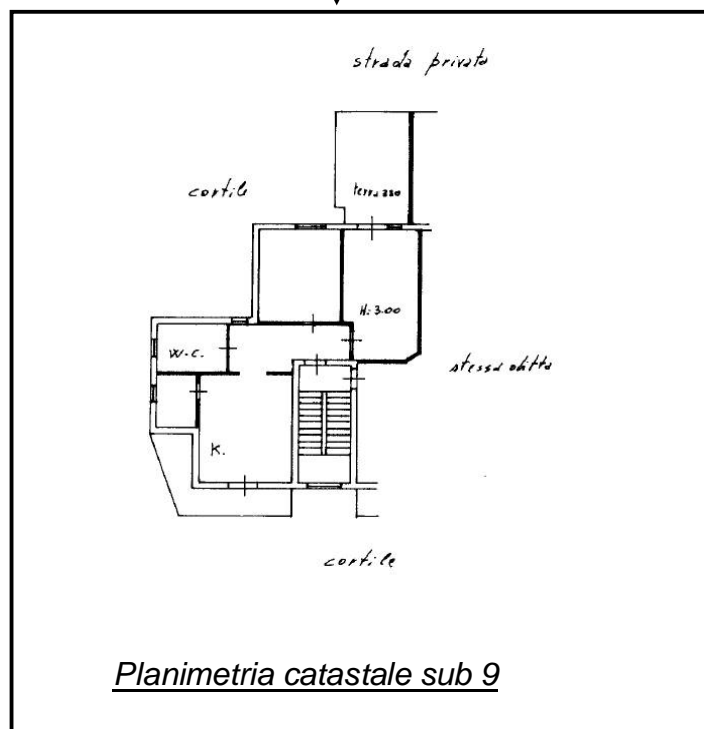 strada privata
cortile
terrazzo
H: 3.00
W.C.
stessa ditta
K.
cortile
Planimetria catastale sub 9